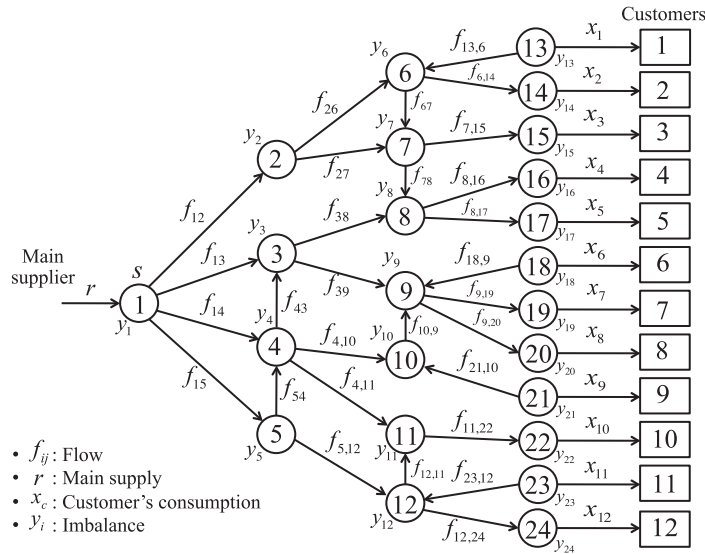 Customers
f13,6
13
x1
1
y13
y6
6
f6,14
14
x2
2
y14
f26
f67
y7
f7,15
15
x3
3
y15
y2
2
7
f27
f78
y8
f8,16
16
x4
4
y16
f12
f38
8
f8,17
17
x5
5
y17
Main
supplier
r
s
1
y1
f13
y3
3
f39
y9
9
f18,9
18
x6
6
y18
f9,19
19
x7
7
y19
f14
f43
y4
4
f4,10
y10
10
f10,9
f9,20
20
x8
8
y20
f15
f54
f4,11
f21,10
21
x9
9
y21
5
y5
f5,12
11
y11
f11,22
22
x10
10
y22
f12,11
f23,12
23
x11
11
y23
12
y12
f12,24
24
x12
12
y24
• fij : Flow
• r : Main supply
• xc : Customer's consumption
• yi : Imbalance